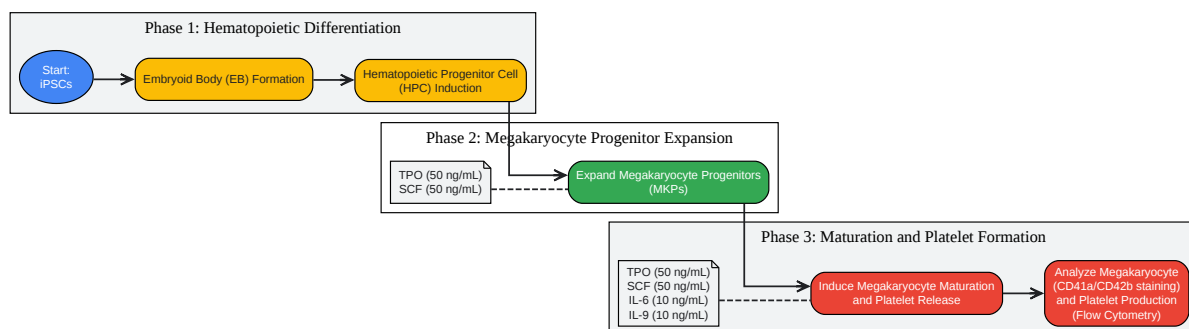 Phase 1: Hematopoietic Differentiation
Start:
iPSCs
Embryoid Body (EB) Formation
Hematopoietic Progenitor Cell
(HPC) Induction
Phase 2: Megakaryocyte Progenitor Expansion
TPO (50 ng/mL)
SCF (50 ng/mL)
Expand Megakaryocyte Progenitors
(MKPs)
Phase 3: Maturation and Platelet Formation
TPO (50 ng/mL)
SCF (50 ng/mL)
IL-6 (10 ng/mL)
IL-9 (10 ng/mL)
Induce Megakaryocyte Maturation
and Platelet Release
Analyze Megakaryocyte
(CD41a/CD42b staining)
and Platelet Production
(Flow Cytometry)